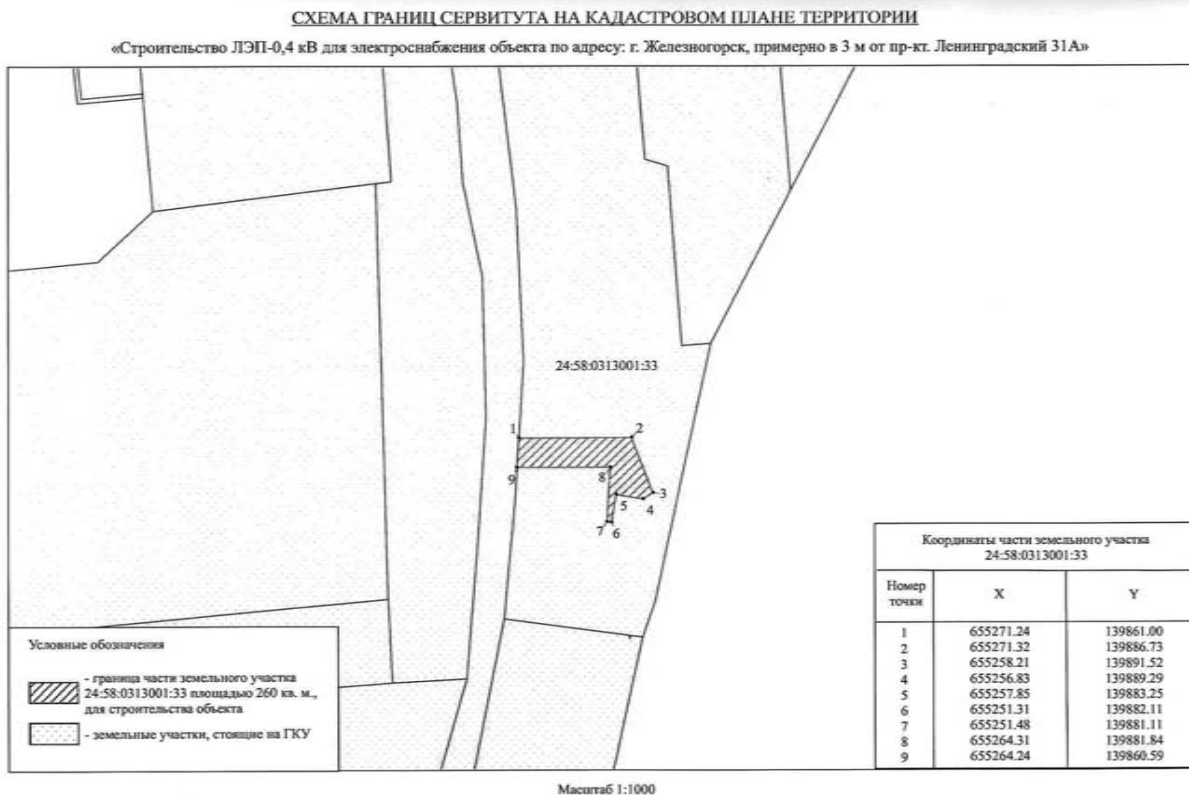 СХЕМА ГРАНИЦ СЕРВИТУТА НА КАДАСТРОВОМ ПЛАНЕ ТЕРРИТОРИИ
«Строительство ЛЭП-0,4 кВ для электроснабжения объекта по адресу: г. Железногорск, примерно в 3 м от пр-кт. Ленинградский 31А»
24:58:0313001:33
1
2
9
8
3
5
4
7
6
Условные обозначения
- граница части земельного участка
24:58:0313001:33 площадью 260 кв. м.,
для строительства объекта
- земельные участки, стоящие на ГКУ
Координаты части земельного участка
24:58:0313001:33
Номер точки X Y
1 655271.24 139861.00
2 655271.32 139886.73
3 655258.21 139891.52
4 655256.83 139889.29
5 655257.85 139883.25
6 655251.31 139882.11
7 655251.48 139881.11
8 655264.31 139881.84
9 655264.24 139860.59
Масштаб 1:1000